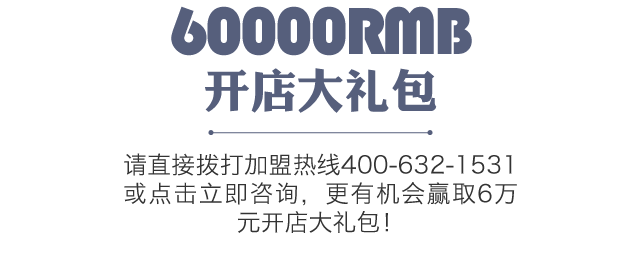 60000RMB
开店大礼包
请直接拨打加盟热线400-632-1531
或点击立即咨询，更有机会赢取6万
元开店大礼包！